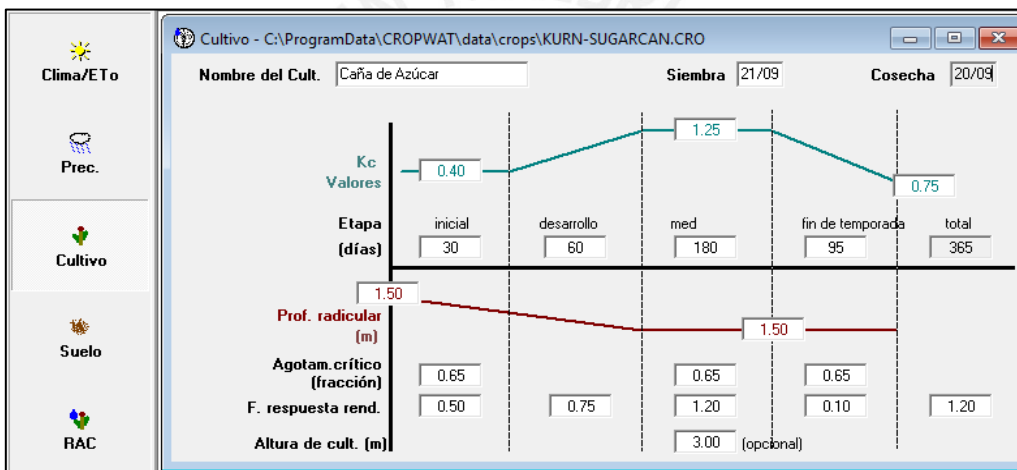 Cultivo - C:\ProgramData\CROPWAT\data\crops\KURN-SUGARCAN.CRO
Clima/ETo
Prec.
Cultivo
Suelo
RAC
Nombre del Cult. Caña de Azúcar Siembra 21/09 Cosecha 20/09
Kc Valores 0.40 1.25 0.75
Etapa inicial desarrollo med fin de temporada total
(días) 30 60 180 95 365
Prof. radicular (m) 1.50 1.50
Agotam.crítico (fracción) 0.65 0.65 0.65
F. respuesta rend. 0.50 0.75 1.20 0.10 1.20
Altura de cult. (m) 3.00 (opcional)